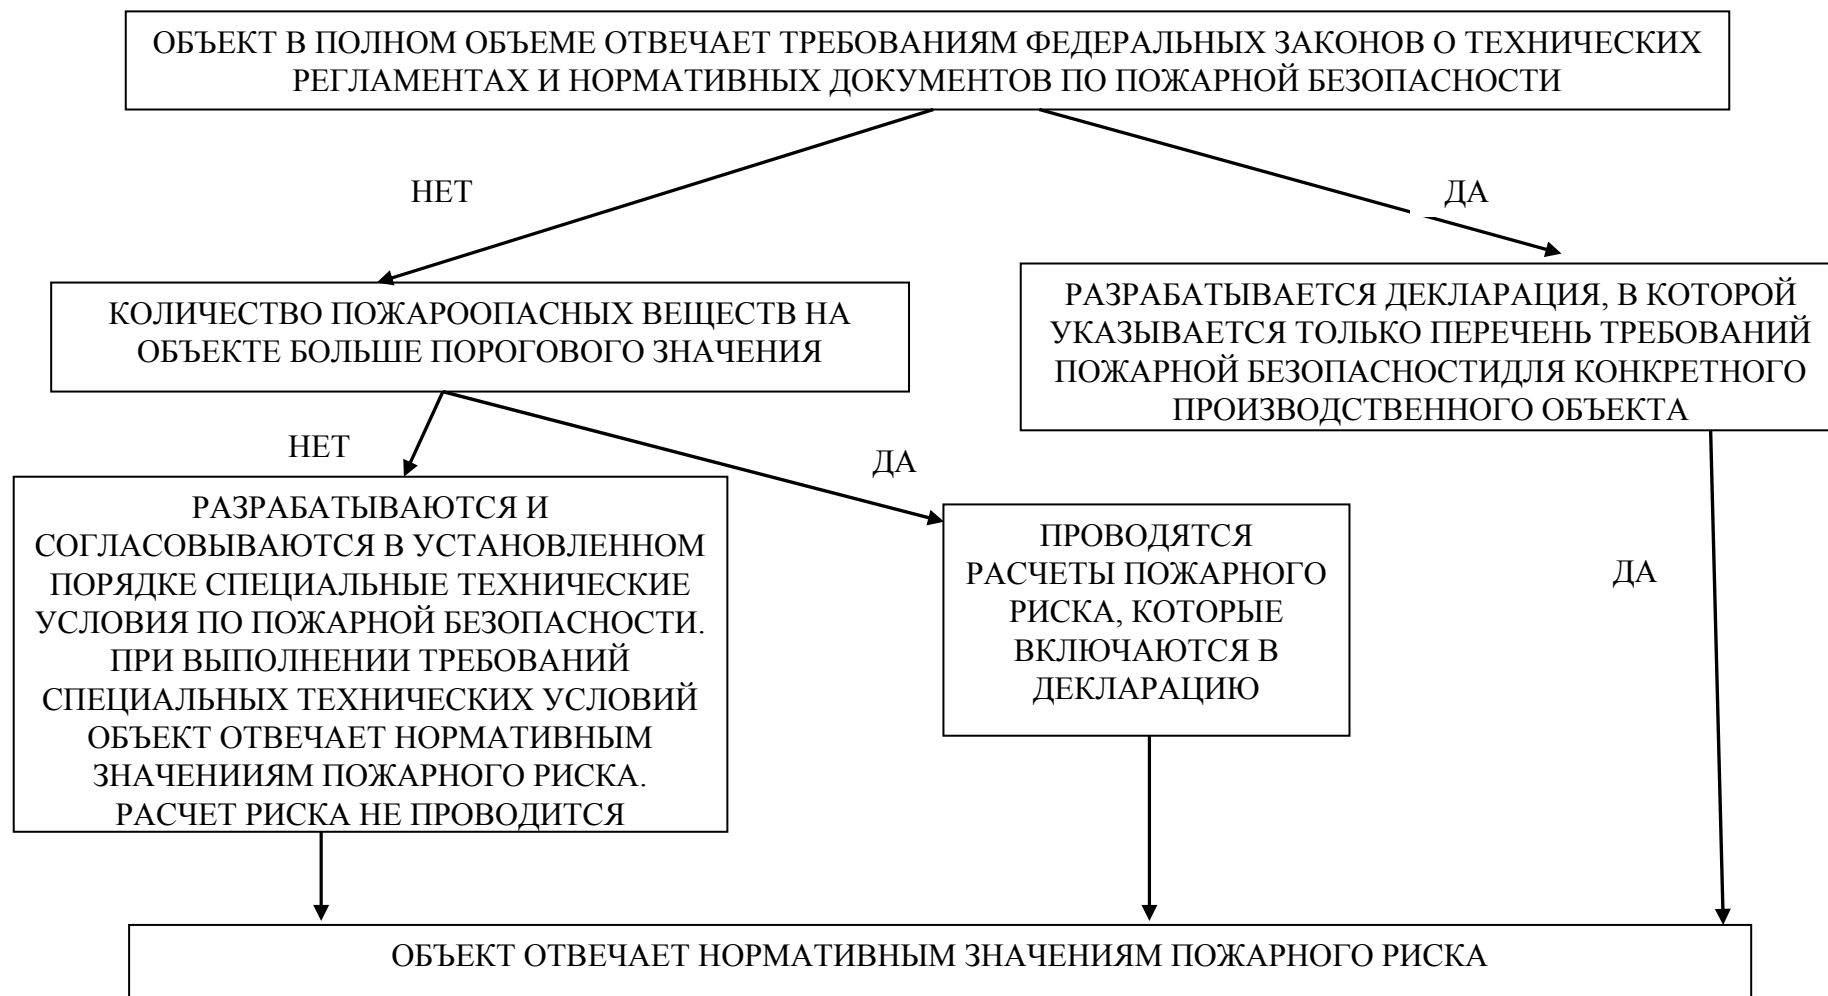 ОБЪЕКТ В ПОЛНОМ ОБЪЕМЕ ОТВЕЧАЕТ ТРЕБОВАНИЯМ ФЕДЕРАЛЬНЫХ ЗАКОНОВ О ТЕХНИЧЕСКИХ
РЕГЛАМЕНТАХ И НОРМАТИВНЫХ ДОКУМЕНТОВ ПО ПОЖАРНОЙ БЕЗОПАСНОСТИ
НЕТ
ДА
КОЛИЧЕСТВО ПОЖАРООПАСНЫХ ВЕЩЕСТВ НА
ОБЪЕКТЕ БОЛЬШЕ ПОРОГОВОГО ЗНАЧЕНИЯ
РАЗРАБАТЫВАЕТСЯ ДЕКЛАРАЦИЯ, В КОТОРОЙ
УКАЗЫВАЕТСЯ ТОЛЬКО ПЕРЕЧЕНЬ ТРЕБОВАНИЙ
ПОЖАРНОЙ БЕЗОПАСНОСТИДЛЯ КОНКРЕТНОГО
ПРОИЗВОДСТВЕННОГО ОБЪЕКТА
НЕТ
ДА
РАЗРАБАТЫВАЮТСЯ И
СОГЛАСОВЫВАЮТСЯ В УСТАНОВЛЕННОМ
ПОРЯДКЕ СПЕЦИАЛЬНЫЕ ТЕХНИЧЕСКИЕ
УСЛОВИЯ ПО ПОЖАРНОЙ БЕЗОПАСНОСТИ.
ПРИ ВЫПОЛНЕНИИ ТРЕБОВАНИЙ
СПЕЦИАЛЬНЫХ ТЕХНИЧЕСКИХ УСЛОВИЙ
ОБЪЕКТ ОТВЕЧАЕТ НОРМАТИВНЫМ
ЗНАЧЕНИИЯМ ПОЖАРНОГО РИСКА.
РАСЧЕТ РИСКА НЕ ПРОВОДИТСЯ
ПРОВОДЯТСЯ
РАСЧЕТЫ ПОЖАРНОГО
РИСКА, КОТОРЫЕ
ВКЛЮЧАЮТСЯ В
ДЕКЛАРАЦИЮ
ДА
ОБЪЕКТ ОТВЕЧАЕТ НОРМАТИВНЫМ ЗНАЧЕНИЯМ ПОЖАРНОГО РИСКА